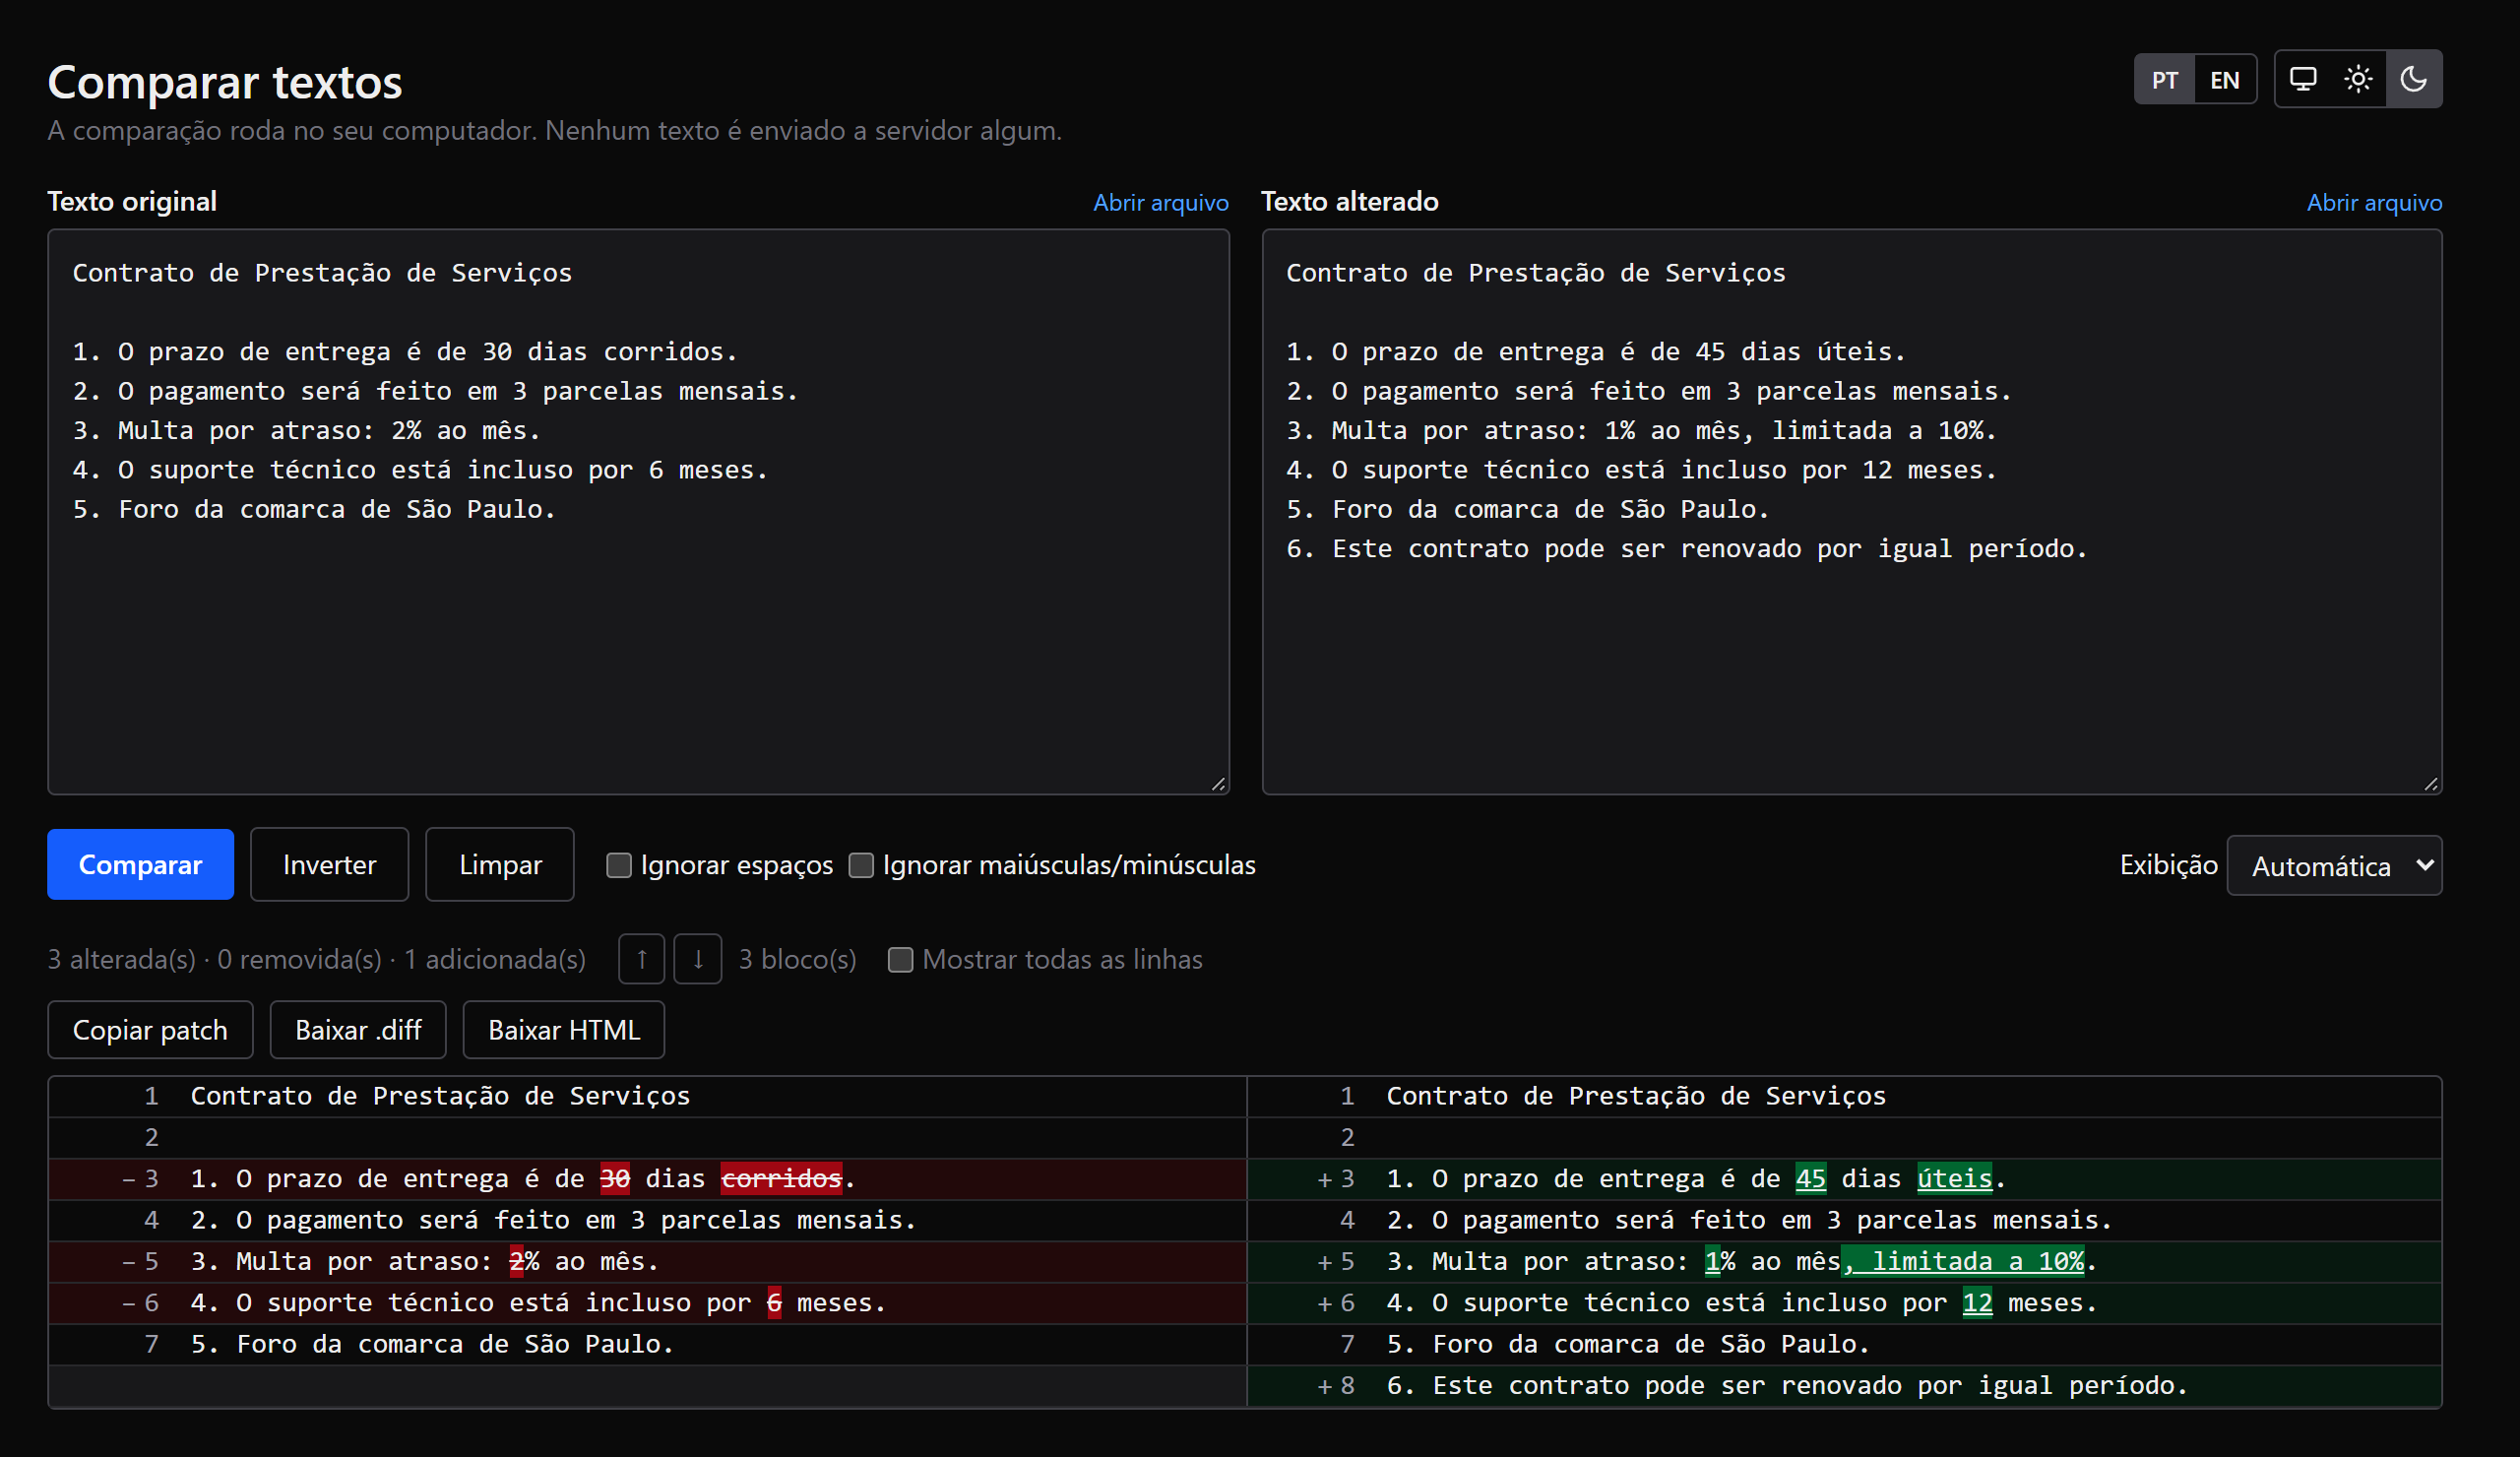 Comparar textos
A comparação roda no seu computador. Nenhum texto é enviado a servidor algum.
PT EN
Texto original
Abrir arquivo
Contrato de Prestação de Serviços
1. O prazo de entrega é de 30 dias corridos.
2. O pagamento será feito em 3 parcelas mensais.
3. Multa por atraso: 2% ao mês.
4. O suporte técnico está incluso por 6 meses.
5. Foro da comarca de São Paulo.
Texto alterado
Abrir arquivo
Contrato de Prestação de Serviços
1. O prazo de entrega é de 45 dias úteis.
2. O pagamento será feito em 3 parcelas mensais.
3. Multa por atraso: 1% ao mês, limitada a 10%.
4. O suporte técnico está incluso por 12 meses.
5. Foro da comarca de São Paulo.
6. Este contrato pode ser renovado por igual período.
Comparar Inverter Limpar Ignorar espaços Ignorar maiúsculas/minúsculas Exibição Automática
3 alterada(s) · 0 removida(s) · 1 adicionada(s) ↑ ↓ 3 bloco(s) Mostrar todas as linhas
Copiar patch Baixar .diff Baixar HTML
1 Contrato de Prestação de Serviços
2
− 3 1. O prazo de entrega é de 30 dias corridos.
4 2. O pagamento será feito em 3 parcelas mensais.
− 5 3. Multa por atraso: 2% ao mês.
− 6 4. O suporte técnico está incluso por 6 meses.
7 5. Foro da comarca de São Paulo.
1 Contrato de Prestação de Serviços
2
+ 3 1. O prazo de entrega é de 45 dias úteis.
4 2. O pagamento será feito em 3 parcelas mensais.
+ 5 3. Multa por atraso: 1% ao mês, limitada a 10%.
+ 6 4. O suporte técnico está incluso por 12 meses.
7 5. Foro da comarca de São Paulo.
+ 8 6. Este contrato pode ser renovado por igual período.